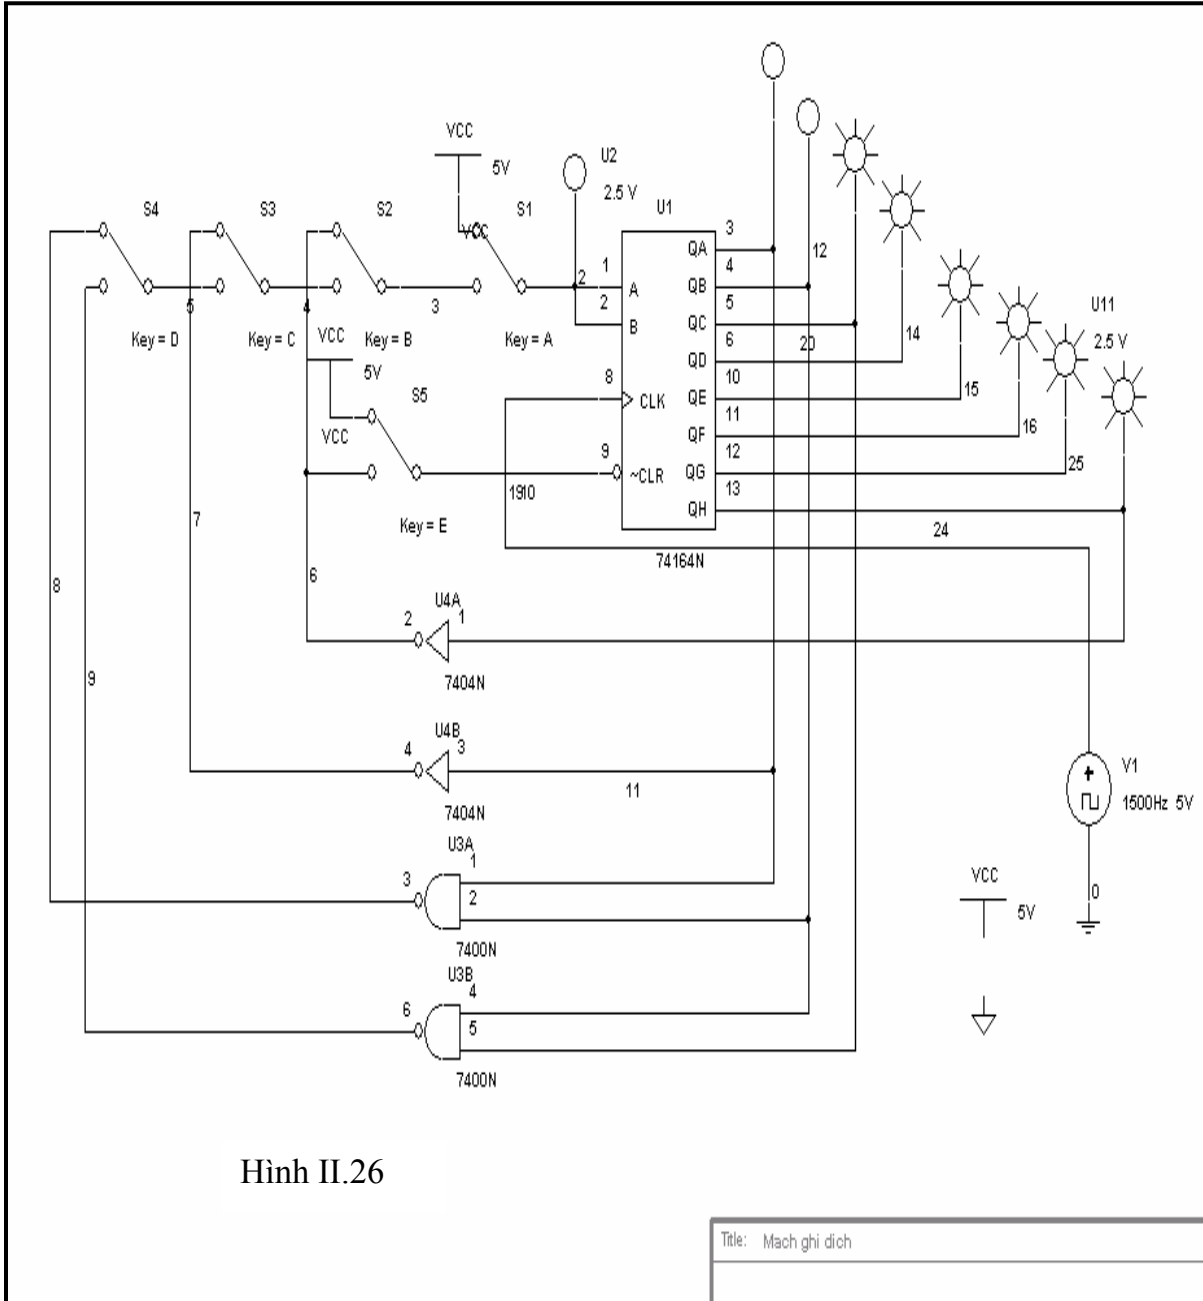 VCC
5V
U2
2.5 V
S4
S3
S2
VCC
S1
U1
QA
3
12
1
A
2
2
B
QB
4
QC
5
20
QD
6
14
5
4
3
Key = D
Key = C
Key = B
Key = A
U11
2.5 V
VCC
5V
S5
VCC
8
CLK
QE
10
15
QF
11
16
9
~CLR
QG
12
25
QH
13
1910
24
Key = E
74164N
7
6
8
9
U4A
2
1
7404N
U4B
4
3
7404N
11
V1
1500Hz 5V
0
U3A
3
1
2
7400N
VCC
5V
U3B
6
4
5
7400N
Hình II.26
Title: Mach ghi dich